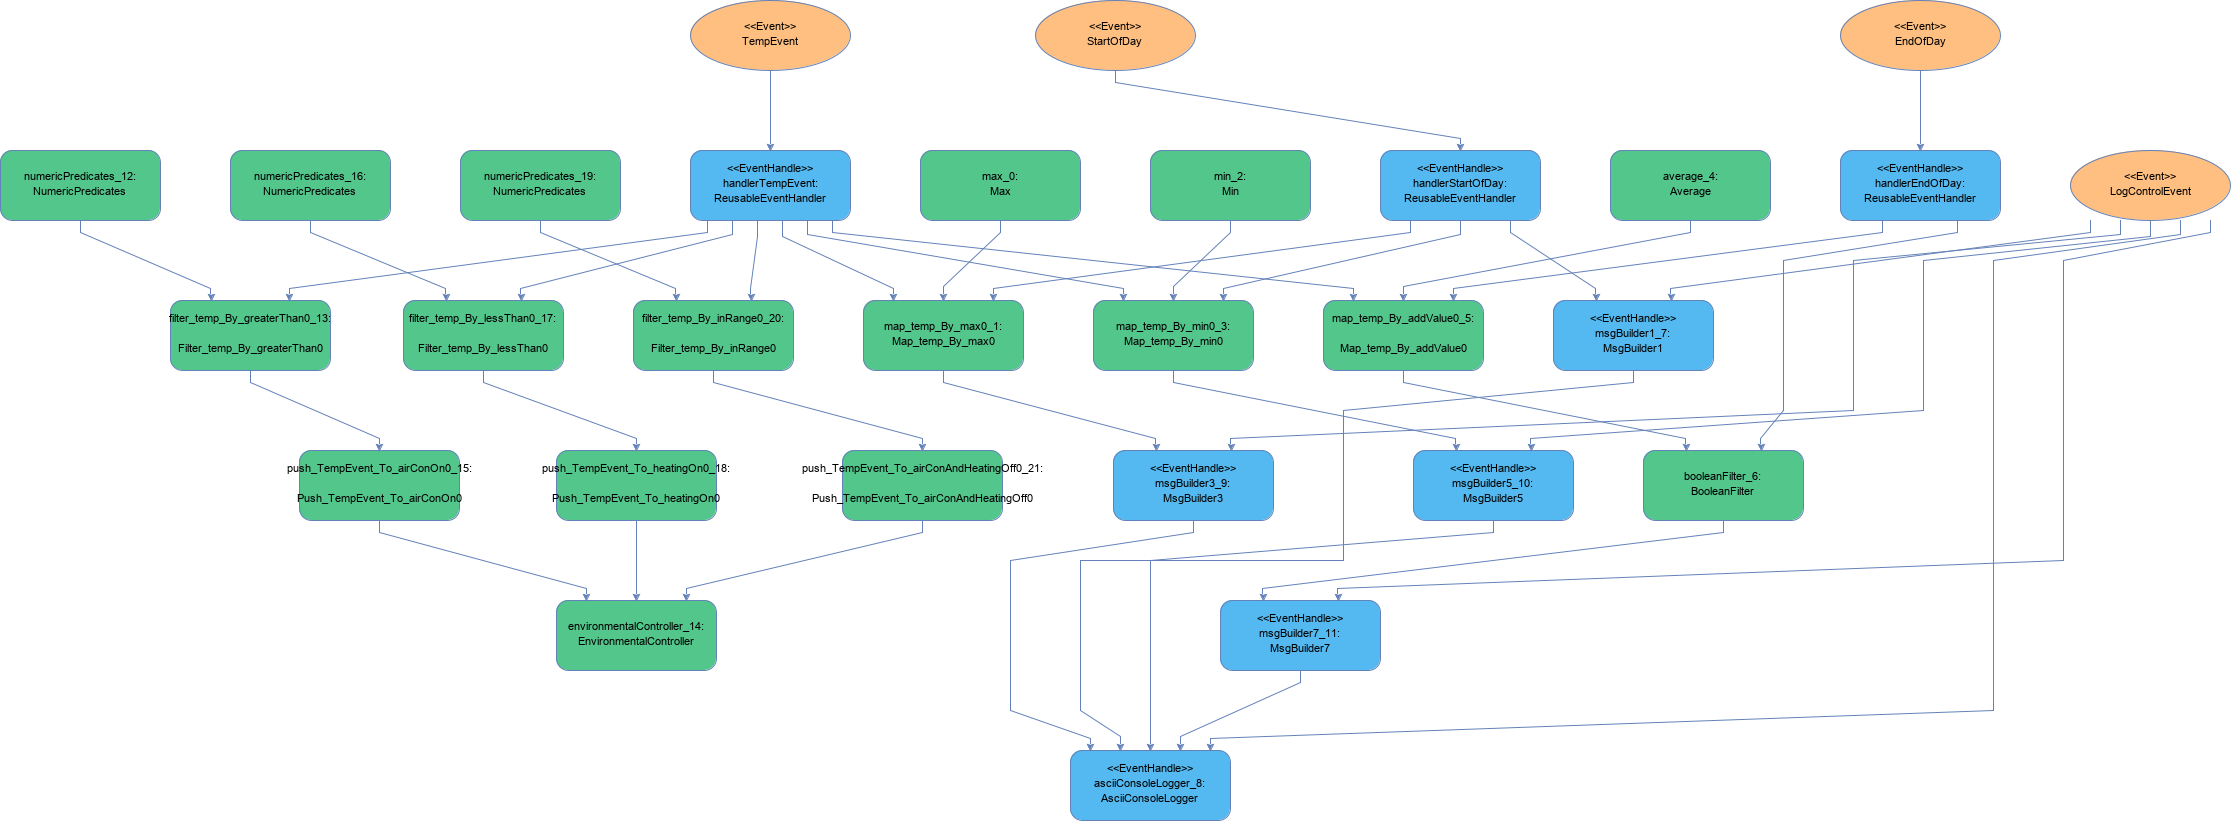 <<Event>>
TempEvent
<<Event>>
StartOfDay
<<Event>>
EndOfDay
numericPredicates_12:
NumericPredicates
numericPredicates_16:
NumericPredicates
numericPredicates_19:
NumericPredicates
<<EventHandle>>
handlerTempEvent:
ReusableEventHandler
max_0:
Max
min_2:
Min
<<EventHandle>>
handlerStartOfDay:
ReusableEventHandler
average_4:
Average
<<EventHandle>>
handlerEndOfDay:
ReusableEventHandler
<<Event>>
LogControlEvent
filter_temp_By_greaterThan0_13:
Filter_temp_By_greaterThan0
filter_temp_By_lessThan0_17:
Filter_temp_By_lessThan0
filter_temp_By_inRange0_20:
Filter_temp_By_inRange0
map_temp_By_max0_1:
Map_temp_By_max0
map_temp_By_min0_3:
Map_temp_By_min0
map_temp_By_addValue0_5:
Map_temp_By_addValue0
<<EventHandle>>
msgBuilder1_7:
MsgBuilder1
push_TempEvent_To_airConOn0_15:
Push_TempEvent_To_airConOn0
push_TempEvent_To_heatingOn0_18:
Push_TempEvent_To_heatingOn0
push_TempEvent_To_airConAndHeatingOff0_21:
Push_TempEvent_To_airConAndHeatingOff0
<<EventHandle>>
msgBuilder3_9:
MsgBuilder3
<<EventHandle>>
msgBuilder5_10:
MsgBuilder5
booleanFilter_6:
BooleanFilter
environmentalController_14:
EnvironmentalController
<<EventHandle>>
msgBuilder7_11:
MsgBuilder7
<<EventHandle>>
asciiConsoleLogger_8:
AsciiConsoleLogger